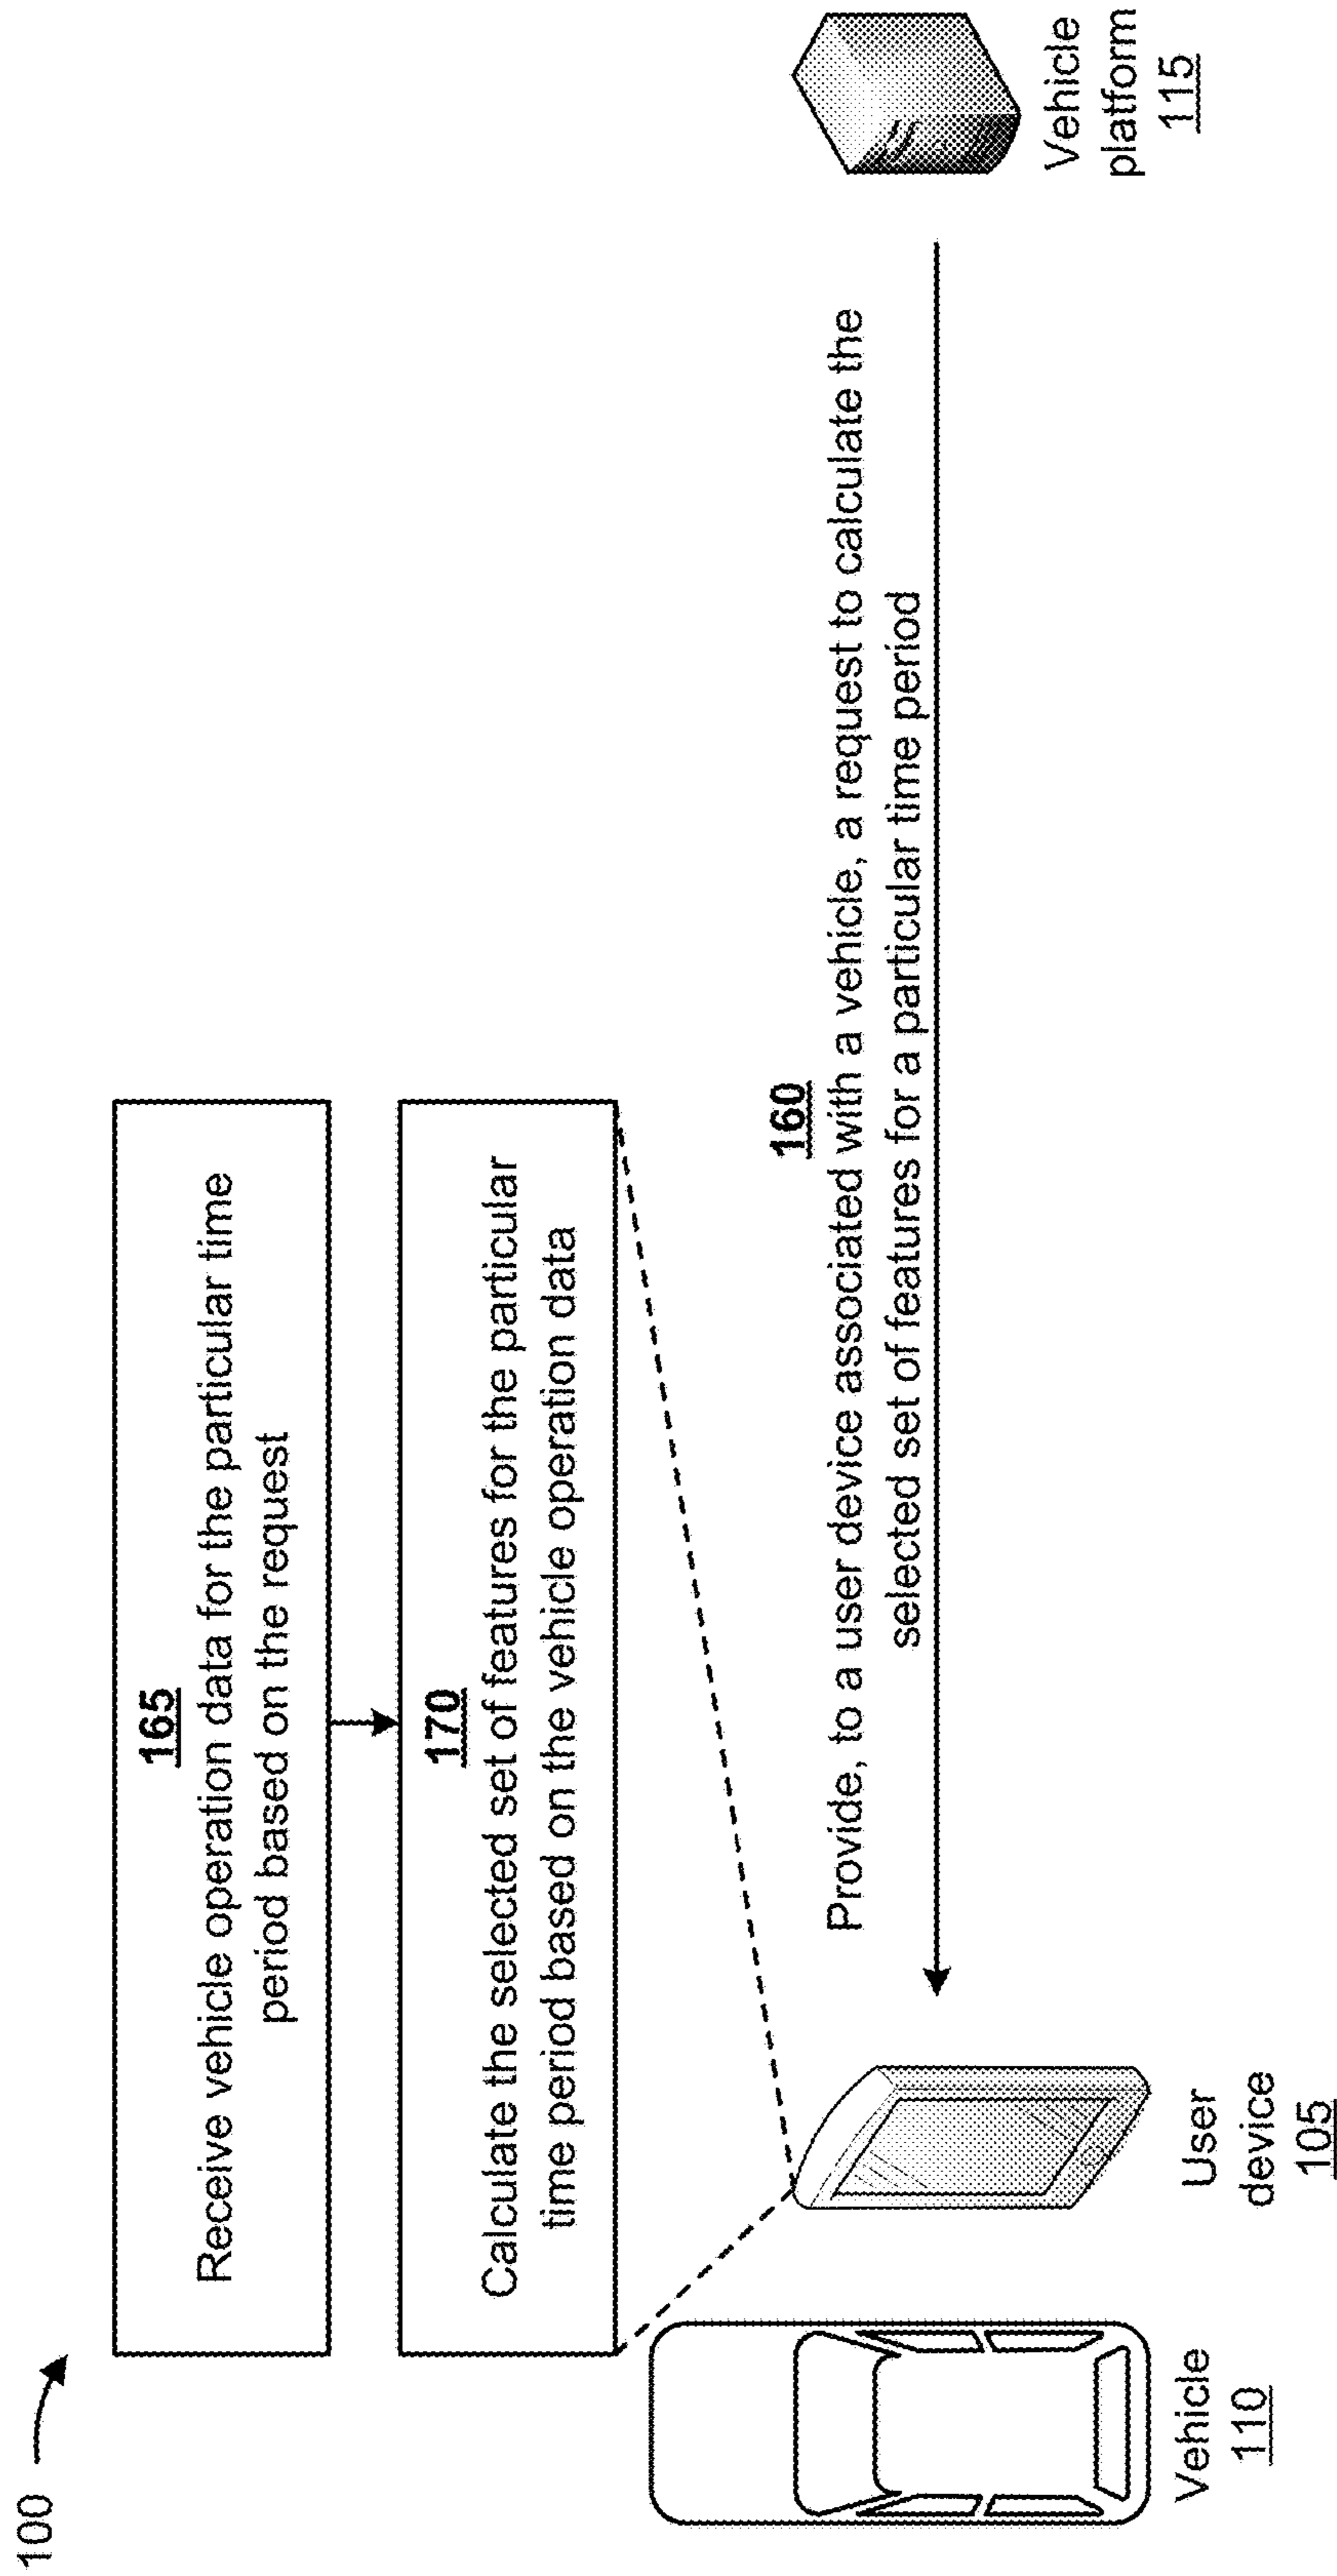 100
165
Receive vehicle operation data for the particular time
period based on the request
170
Calculate the selected set of features for the particular
time period based on the vehicle operation data
160
Provide, to a user device associated with a vehicle, a request to calculate the
selected set of features for a particular time period
Vehicle
110
User
device
105
Vehicle
platform
115